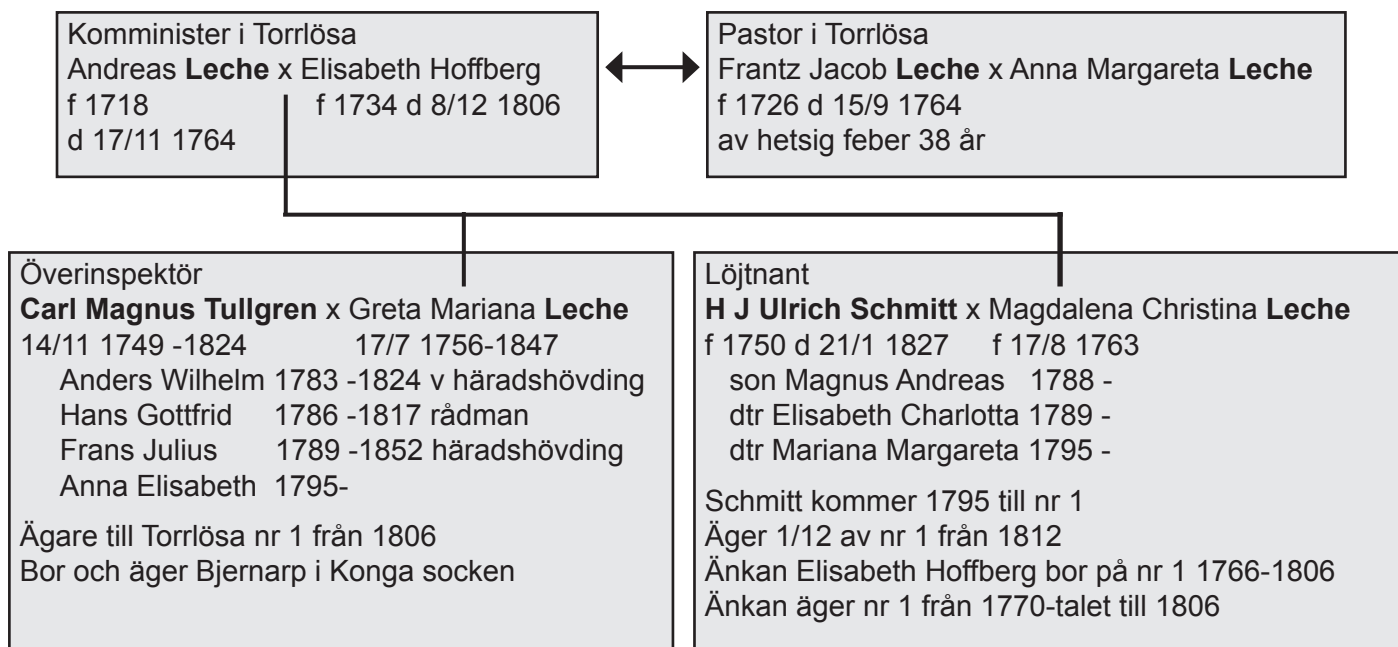 Komminister i Torrlösa
Andreas Leche x Elisabeth Hoffberg
f 1718 f 1734 d 8/12 1806
d 17/11 1764
Pastor i Torrlösa
Frantz Jacob Leche x Anna Margareta Leche
f 1726 d 15/9 1764
av hetsig feber 38 år
Överinspektör
Carl Magnus Tullgren x Greta Mariana Leche
14/11 1749 -1824 17/7 1756-1847
Anders Wilhelm 1783 -1824 v häradshövding
Hans Gottfrid 1786 -1817 rådman
Frans Julius 1789 -1852 häradshövding
Anna Elisabeth 1795-
Ägare till Torrlösa nr 1 från 1806
Bor och äger Bjernarp i Konga socken
Löjtnant
H J Ulrich Schmitt x Magdalena Christina Leche
f 1750 d 21/1 1827 f 17/8 1763
son Magnus Andreas 1788 -
dtr Elisabeth Charlotta 1789 -
dtr Mariana Margareta 1795 -
Schmitt kommer 1795 till nr 1
Äger 1/12 av nr 1 från 1812
Änkan Elisabeth Hoffberg bor på nr 1 1766-1806
Änkan äger nr 1 från 1770-talet till 1806